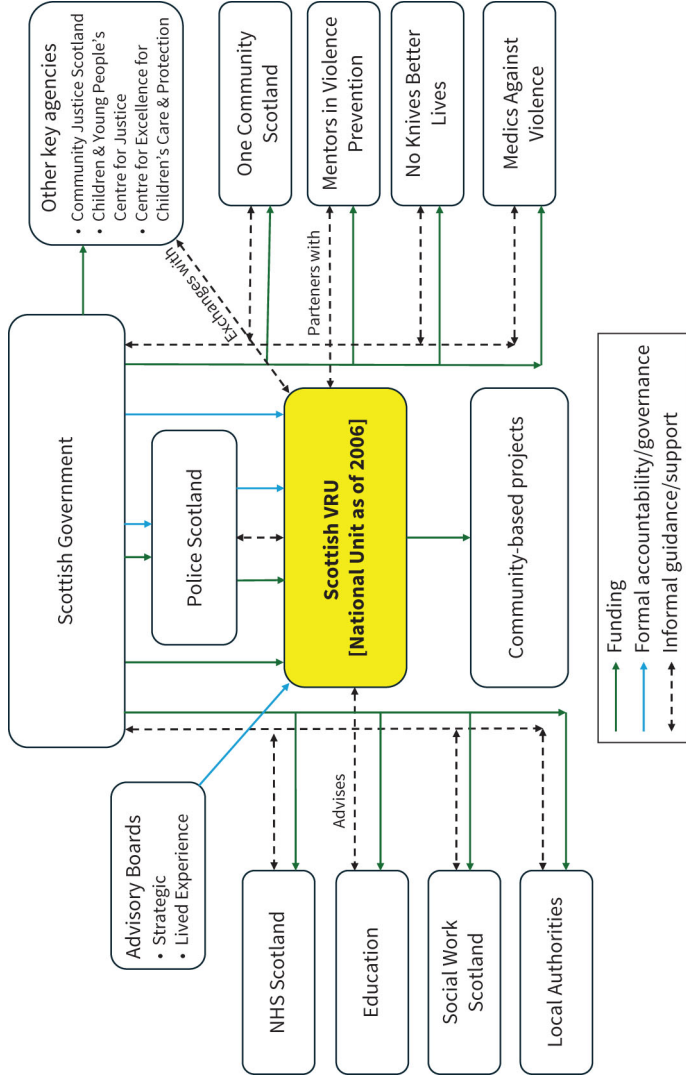 Scottish Government
Other key agencies
• Community Justice Scotland
• Children & Young People's
Centre for Justice
• Centre for Excellence for
Children's Care & Protection
Advisory Boards
• Strategic
• Lived Experience
Police Scotland
Exchanges with
Scottish VRU
[National Unit as of 2006]
NHS Scotland
Education
Social Work
Scotland
Local Authorities
Advises
Parteners with
One Community
Scotland
Mentors in Violence
Prevention
No Knives Better
Lives
Medics Against
Violence
Community-based projects
Funding
Formal accountability/governance
Informal guidance/support